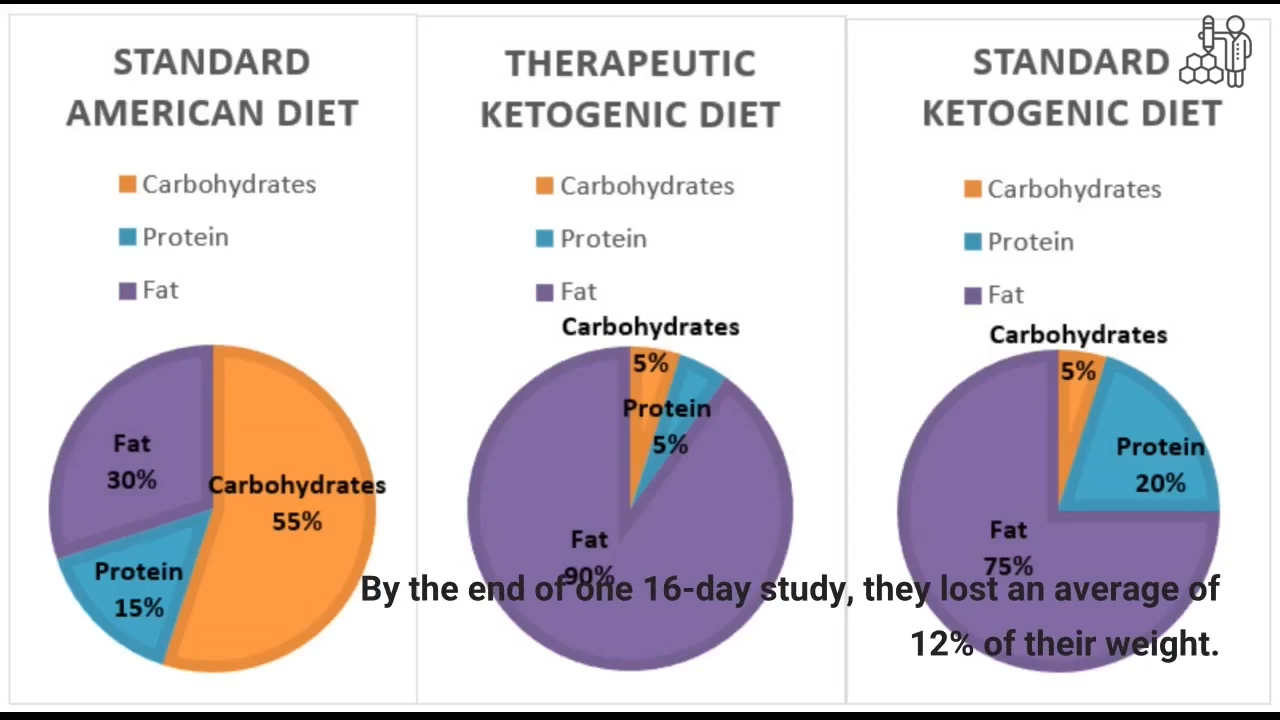 STANDARD
AMERICAN DIET
Carbohydrates
Protein
Fat
Fat
30%
Carbohydrates
55%
Protein
15%
THERAPEUTIC
KETOGENIC DIET
Carbohydrates
Protein
Fat
Carbohydrates
5%
Protein
5%
Fat
90%
STANDARD
KETOGENIC DIET
Carbohydrates
Protein
Fat
Carbohydrates
5%
Protein
20%
Fat
75%
By the end of one 16-day study, they lost an average of
12% of their weight.